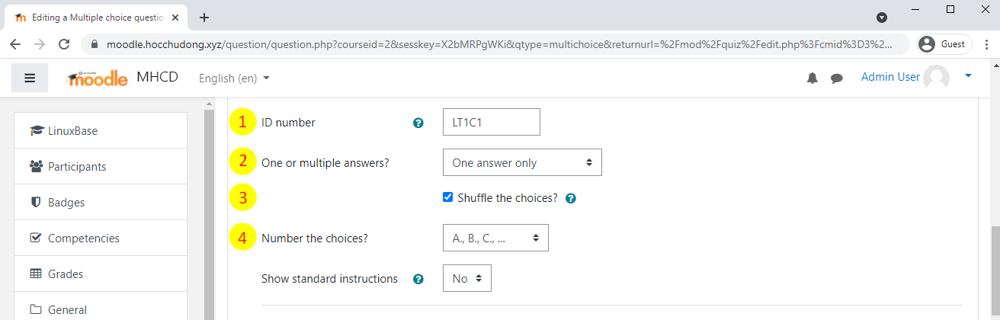 Editing a Multiple choice questio
moodle.hocchudong.xyz/question/question.php?courseid=2&sesskey=X2bMRPgWKi&qtype=multichoice&returnurl=%2Fmod%2Fquiz%2Fedit.php%3Fcmid%3D3%2...
Guest
moodle MHCD English (en) Admin User
LinuxBase
Participants
Badges
Competencies
Grades
General
1 ID number ? LT1C1
2 One or multiple answers? One answer only
3 Shuffle the choices? ?
4 Number the choices? A., B., C., ...
Show standard instructions ? No